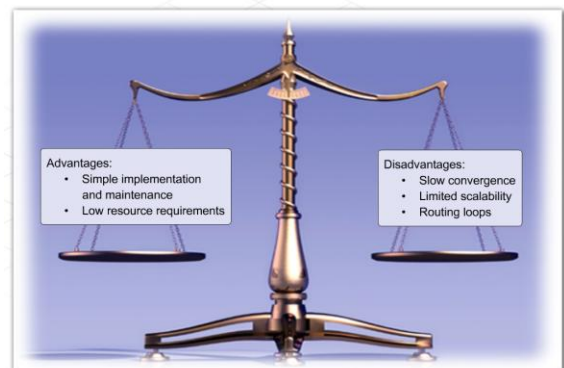 Advantages:
• Simple implementation
and maintenance
• Low resource requirements
Disadvantages:
• Slow convergence
• Limited scalability
• Routing loops